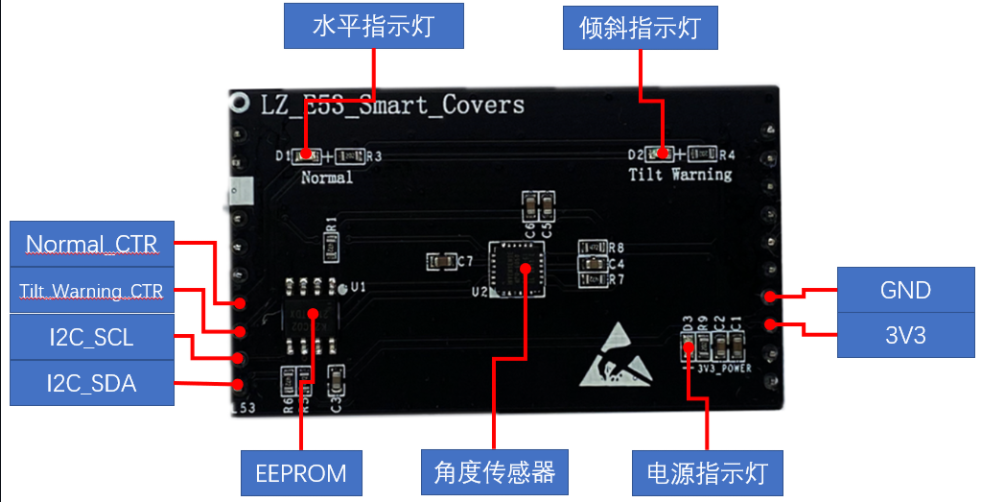 水平指示灯
倾斜指示灯
LZ_E53_Smart_Covers
D1
R3
D2
R4
Normal
Tilt Warning
C6
C5
R1
Normal_CTR
R8
C7
C4
R7
Tilt_Warning_CTR
U1
U2
GND
I2C_SCL
3V3
D3
R9
C2
C1
I2C_SDA
3V3_POWER
R6
C3
EEPROM
角度传感器
电源指示灯